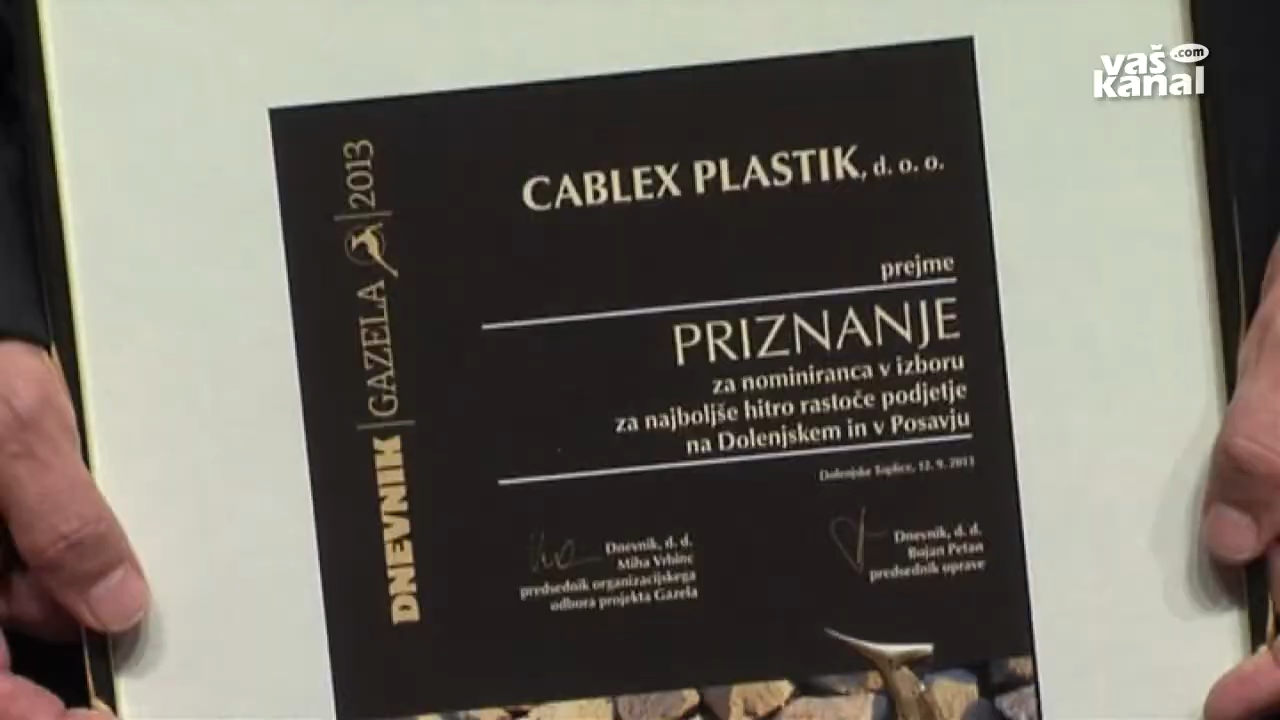 vaš .com
kanal
DNEVNIK | GAZELA | 2013
CABLEX PLASTIK, d. o. o.
prejme
PRIZNANJE
za nominiranca v izboru
za najboljše hitro rastoče podjetje
na Dolenjskem in v Posavju
Dolenjske Toplice, 12. 9. 2013
Dnevnik, d. d.
Miha Vrbinc
predsednik organizacijskega
odbora projekta Gazela
Dnevnik, d. d.
Bojan Petan
predsednik uprave